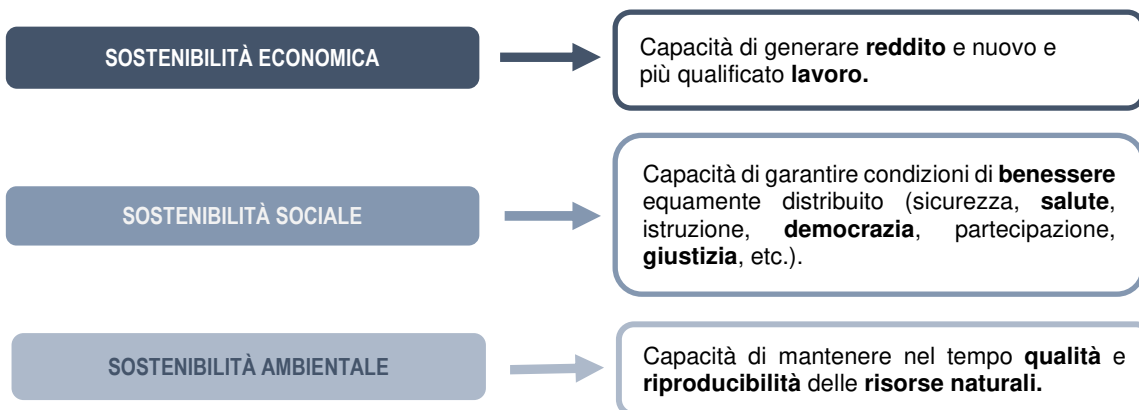 SOSTENIBILITÀ ECONOMICA
Capacità di generare reddito e nuovo e
più qualificato lavoro.
SOSTENIBILITÀ SOCIALE
Capacità di garantire condizioni di benessere
equamente distribuito (sicurezza, salute,
istruzione, democrazia, partecipazione,
giustizia, etc.).
SOSTENIBILITÀ AMBIENTALE
Capacità di mantenere nel tempo qualità e
riproducibilità delle risorse naturali.